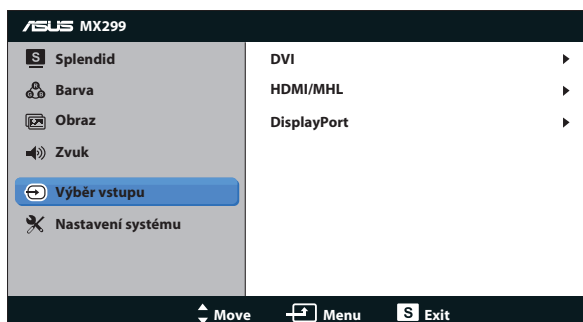 ASUS MX299
S Splendid
Barva
Obraz
Zvuk
Výběr vstupu
Nastavení systému
DVI
HDMI/MHL
DisplayPort
Move Menu S Exit